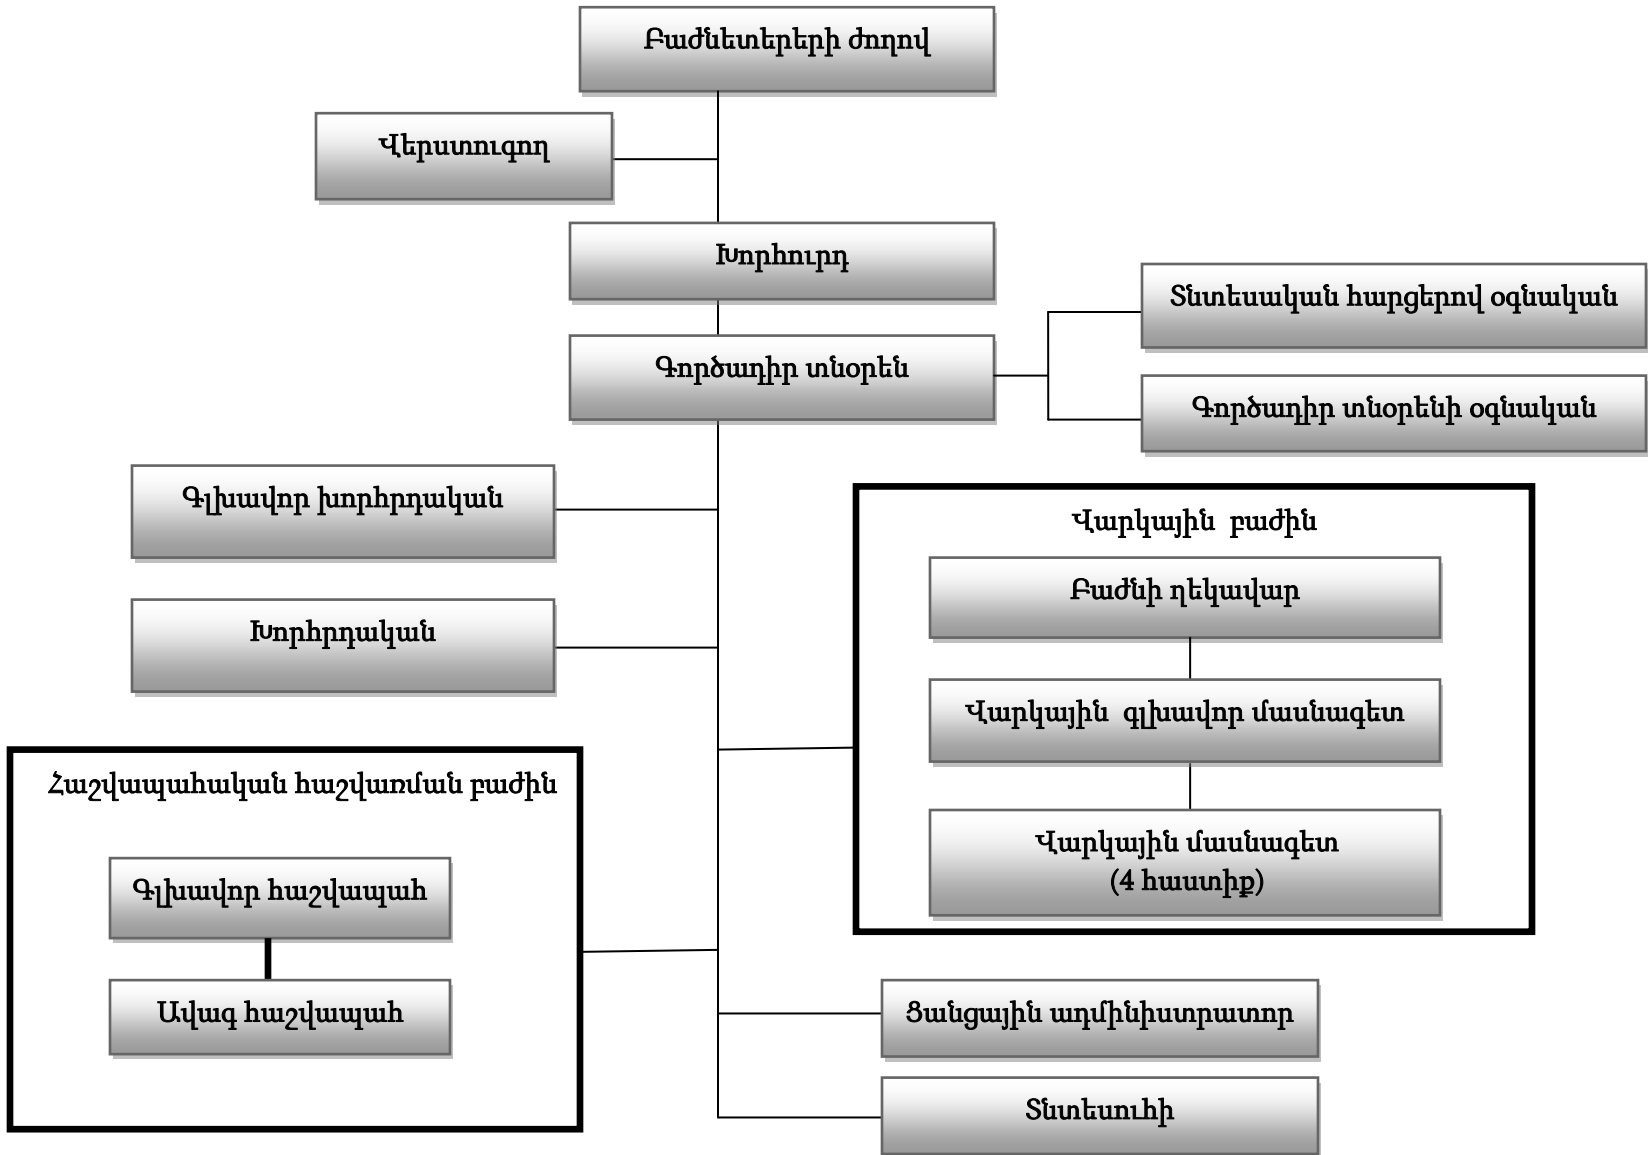 Բաժնետերերի ժողով
Վերստուգող
Խորհուրդ
Տնտեսական հարցերով օգնական
Գործադիր տնօրեն
Գործադիր տնօրենի օգնական
Գլխավոր խորհրդական
Վարկային բաժին
Բաժնի ղեկավար
Խորհրդական
Վարկային գլխավոր մասնագետ
Հաշվապահական հաշվառման բաժին
Վարկային մասնագետ
(4 հաստիք)
Գլխավոր հաշվապահ
Ավագ հաշվապահ
Ցանցային ադմինիստրատոր
Տնտեսուհի